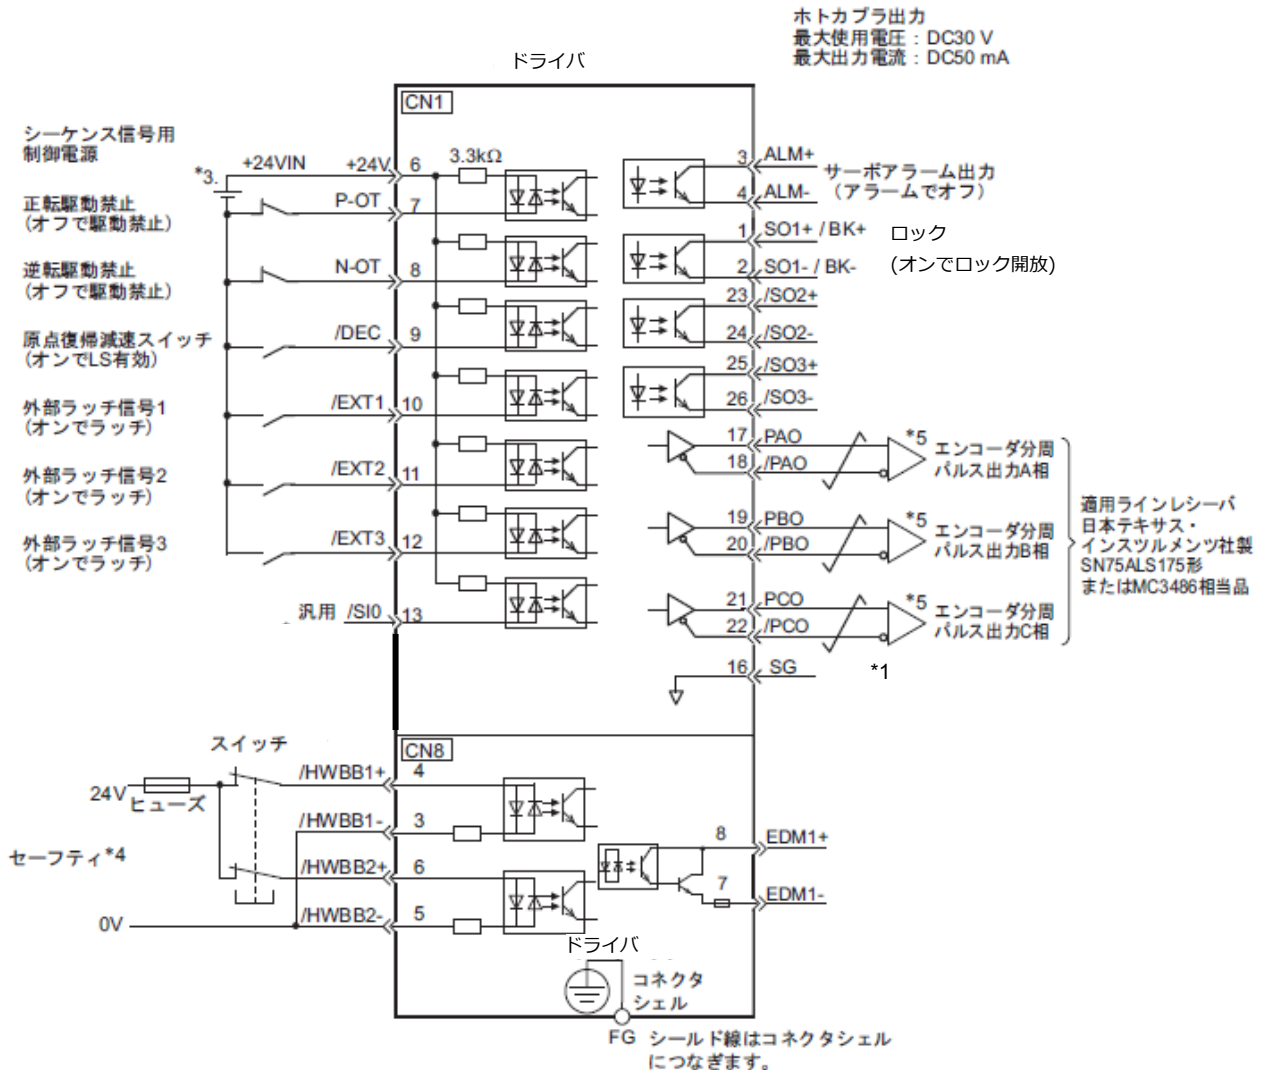 ホトカプラ出力
最大使用電圧：DC30 V
最大出力電流：DC50 mA
ドライバ
CN1
シーケンス信号用
制御電源
*3.
+24VIN
+24V
6
3.3kΩ
正転駆動禁止
(オフで駆動禁止)
P-OT
7
逆転駆動禁止
(オフで駆動禁止)
N-OT
8
原点復帰減速スイッチ
(オンでLS有効)
/DEC
9
外部ラッチ信号1
(オンでラッチ)
/EXT1
10
外部ラッチ信号2
(オンでラッチ)
/EXT2
11
外部ラッチ信号3
(オンでラッチ)
/EXT3
12
汎用 /SI0
13
3 ALM+
4 ALM-
サーボアラーム出力
(アラームでオフ)
1 SO1+ / BK+
2 SO1- / BK-
ロック
(オンでロック開放)
23 /SO2+
24 /SO2-
25 /SO3+
26 /SO3-
17 PAO
18 /PAO
*5 エンコーダ分周
パルス出力A相
19 PBO
20 /PBO
*5 エンコーダ分周
パルス出力B相
21 PCO
22 /PCO
*5 エンコーダ分周
パルス出力C相
適用ラインレシーバ
日本テキサス・
インスツルメンツ社製
SN75ALS175形
またはMC3486相当品
16 SG
*1
CN8
スイッチ
24V
ヒューズ
/HWBB1+
4
/HWBB1-
3
セーフティ*4
/HWBB2+
6
/HWBB2-
5
0V
8 EDM1+
7 EDM1-
ドライバ
コネクタ
シェル
FG シールド線はコネクタシェル
につなぎます。